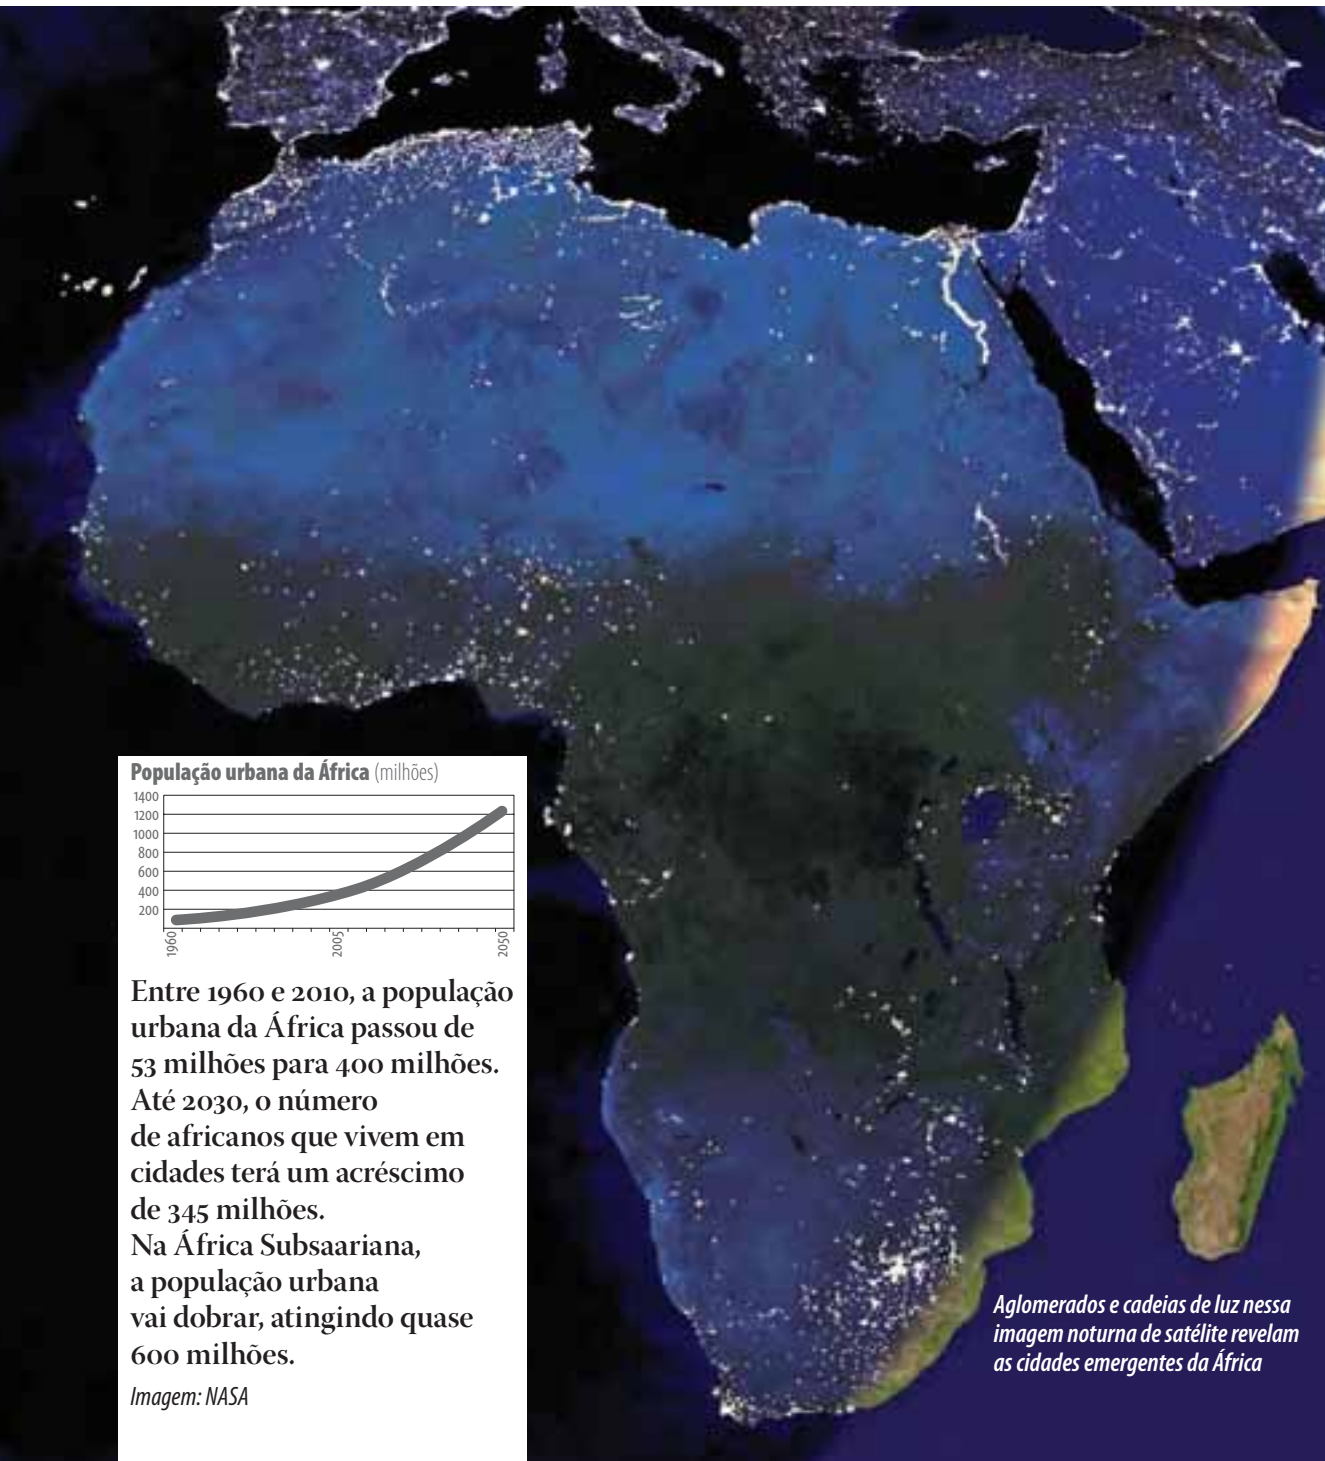 População urbana da África (milhões)
1400
1200
1000
800
600
400
200
1960
2005
2050
Entre 1960 e 2010, a população
urbana da África passou de
53 milhões para 400 milhões.
Até 2030, o número
de africanos que vivem em
cidades terá um acréscimo
de 345 milhões.
Na África Subsaariana,
a população urbana
vai dobrar, atingindo quase
600 milhões.
Imagem: NASA
Aglomerados e cadeias de luz nessa
imagem noturna de satélite revelam
as cidades emergentes da África